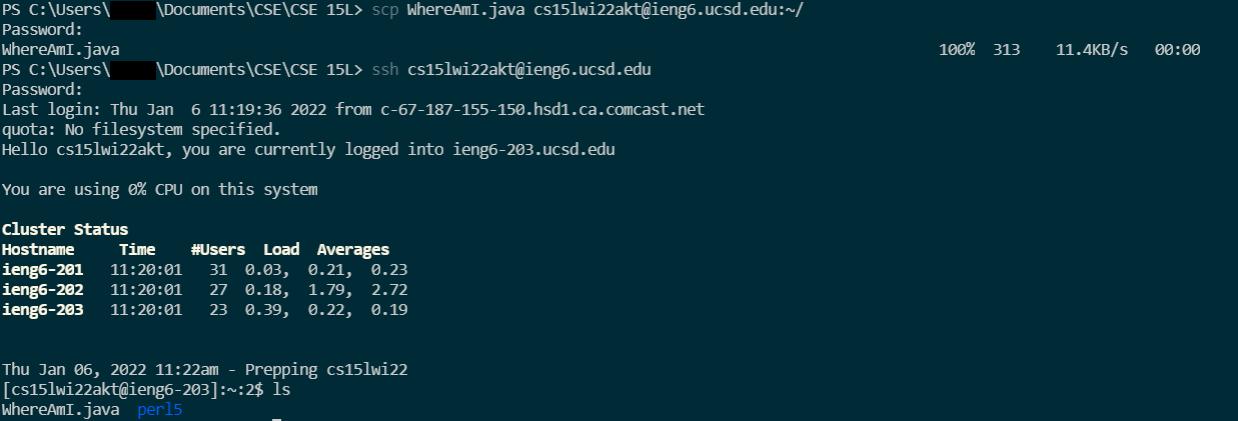 PS C:\Users\ \Documents\CSE\CSE 15L> scp WhereAmI.java cs15lwi22akt@ieng6.ucsd.edu:~/
Password:
WhereAmI.java 100% 313 11.4KB/s 00:00
PS C:\Users\ \Documents\CSE\CSE 15L> ssh cs15lwi22akt@ieng6.ucsd.edu
Password:
Last login: Thu Jan  6 11:19:36 2022 from c-67-187-155-150.hsd1.ca.comcast.net
quota: No filesystem specified.
Hello cs15lwi22akt, you are currently logged into ieng6-203.ucsd.edu
You are using 0% CPU on this system
Cluster Status
Hostname Time #Users Load Averages
ieng6-201 11:20:01 31 0.03, 0.21, 0.23
ieng6-202 11:20:01 27 0.18, 1.79, 2.72
ieng6-203 11:20:01 23 0.39, 0.22, 0.19
Thu Jan 06, 2022 11:22am - Prepping cs15lwi22
[cs15lwi22akt@ieng6-203]:~:2$ ls
WhereAmI.java perl5